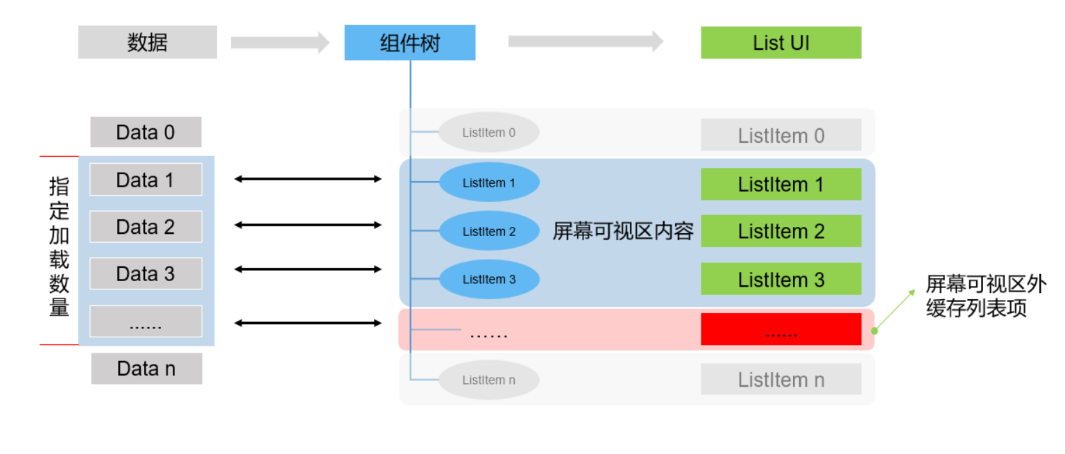 数据
组件树
List UI
Data 0
ListItem 0
ListItem 0
指定加载数量
Data 1
ListItem 1
ListItem 1
Data 2
ListItem 2
屏幕可视区内容
ListItem 2
Data 3
ListItem 3
ListItem 3
屏幕可视区外
缓存列表项
......
......
......
Data n
ListItem n
ListItem n